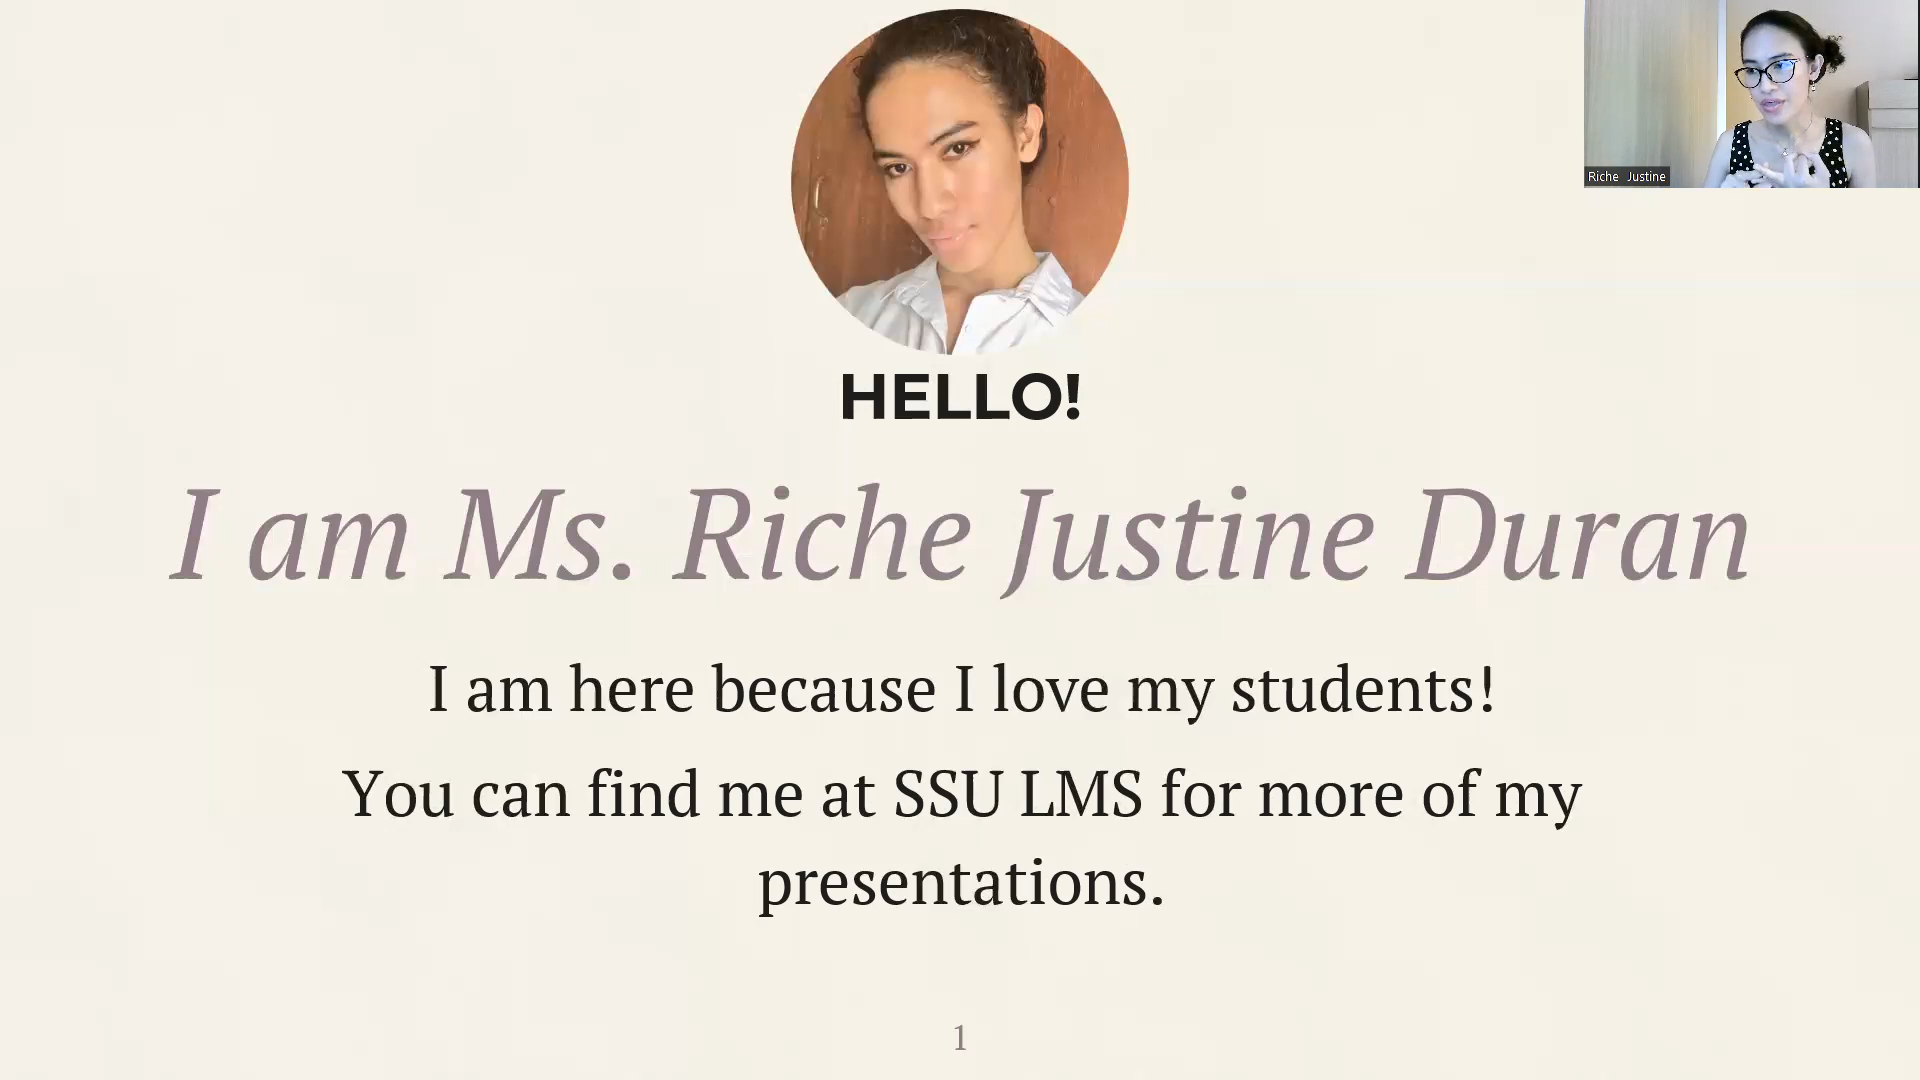 Riche Justine
HELLO!
I am Ms. Riche Justine Duran
I am here because I love my students!
You can find me at SSU LMS for more of my
presentations.
1